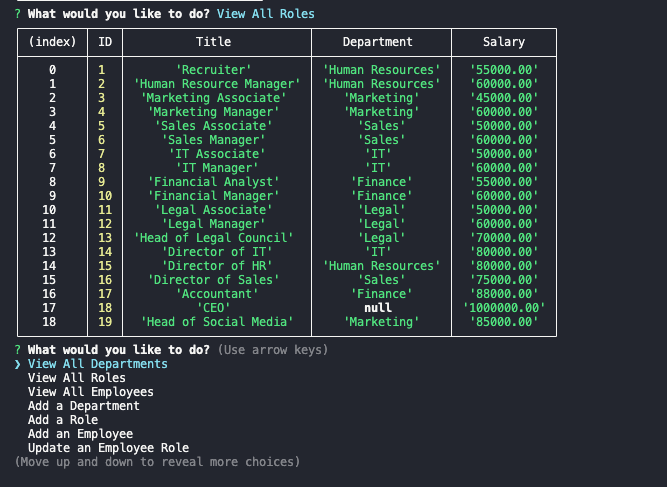 ? What would you like to do? View All Roles
(index) ID Title Department Salary
0 1 'Recruiter' 'Human Resources' '55000.00'
1 2 'Human Resource Manager' 'Human Resources' '60000.00'
2 3 'Marketing Associate' 'Marketing' '45000.00'
3 4 'Marketing Manager' 'Marketing' '60000.00'
4 5 'Sales Associate' 'Sales' '50000.00'
5 6 'Sales Manager' 'Sales' '60000.00'
6 7 'IT Associate' 'IT' '50000.00'
7 8 'IT Manager' 'IT' '60000.00'
8 9 'Financial Analyst' 'Finance' '55000.00'
9 10 'Financial Manager' 'Finance' '60000.00'
10 11 'Legal Associate' 'Legal' '50000.00'
11 12 'Legal Manager' 'Legal' '60000.00'
12 13 'Head of Legal Council' 'Legal' '70000.00'
13 14 'Director of IT' 'IT' '80000.00'
14 15 'Director of HR' 'Human Resources' '80000.00'
15 16 'Director of Sales' 'Sales' '75000.00'
16 17 'Accountant' 'Finance' '88000.00'
17 18 'CEO' null '1000000.00'
18 19 'Head of Social Media' 'Marketing' '85000.00'
? What would you like to do? (Use arrow keys)
❯ View All Departments
View All Roles
View All Employees
Add a Department
Add a Role
Add an Employee
Update an Employee Role
(Move up and down to reveal more choices)